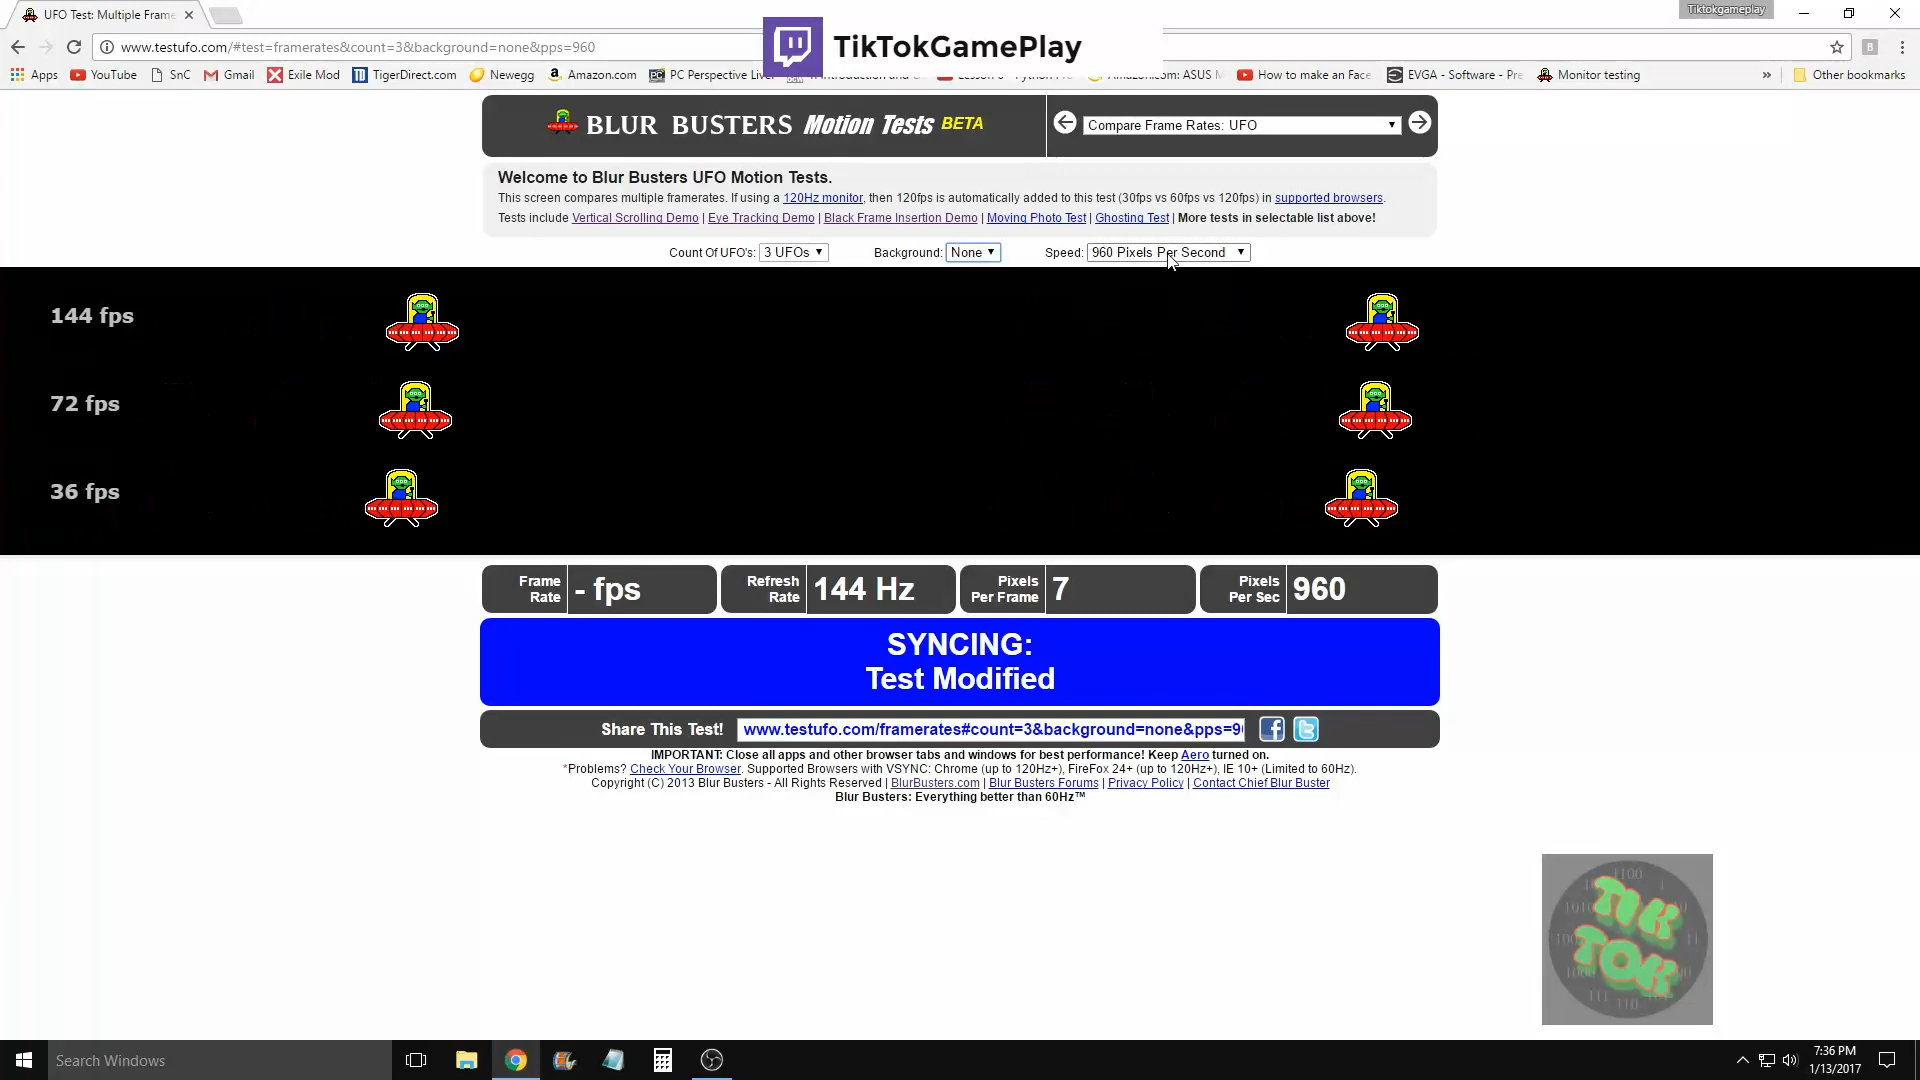 UFO Test: Multiple Frame
Tiktokgameplay
www.testufo.com/#test=framerates&count=3&background=none&pps=960
TikTokGamePlay
Apps
YouTube
SnC
Gmail
Exile Mod
TigerDirect.com
Newegg
Amazon.com
PC Perspective Live
How to make an Face
EVGA - Software - Pre
Monitor testing
»
Other bookmarks
BLUR BUSTERS Motion Tests BETA
Compare Frame Rates: UFO
Welcome to Blur Busters UFO Motion Tests.
This screen compares multiple framerates. If using a 120Hz monitor, then 120fps is automatically added to this test (30fps vs 60fps vs 120fps) in supported browsers.
Tests include Vertical Scrolling Demo | Eye Tracking Demo | Black Frame Insertion Demo | Moving Photo Test | Ghosting Test | More tests in selectable list above!
Count Of UFO's: 3 UFOs Background: None Speed: 960 Pixels Per Second
144 fps
72 fps
36 fps
Frame Rate - fps
Refresh Rate 144 Hz
Pixels Per Frame 7
Pixels Per Sec 960
SYNCING:
Test Modified
Share This Test! www.testufo.com/framerates#count=3&background=none&pps=9
IMPORTANT: Close all apps and other browser tabs and windows for best performance! Keep Aero turned on.
*Problems? Check Your Browser. Supported Browsers with VSYNC: Chrome (up to 120Hz+), FireFox 24+ (up to 120Hz+), IE 10+ (Limited to 60Hz).
Copyright (C) 2013 Blur Busters - All Rights Reserved | BlurBusters.com | Blur Busters Forums | Privacy Policy | Contact Chief Blur Buster
Blur Busters: Everything better than 60Hz™
TIK
TOK
Search Windows
7:36 PM
1/13/2017